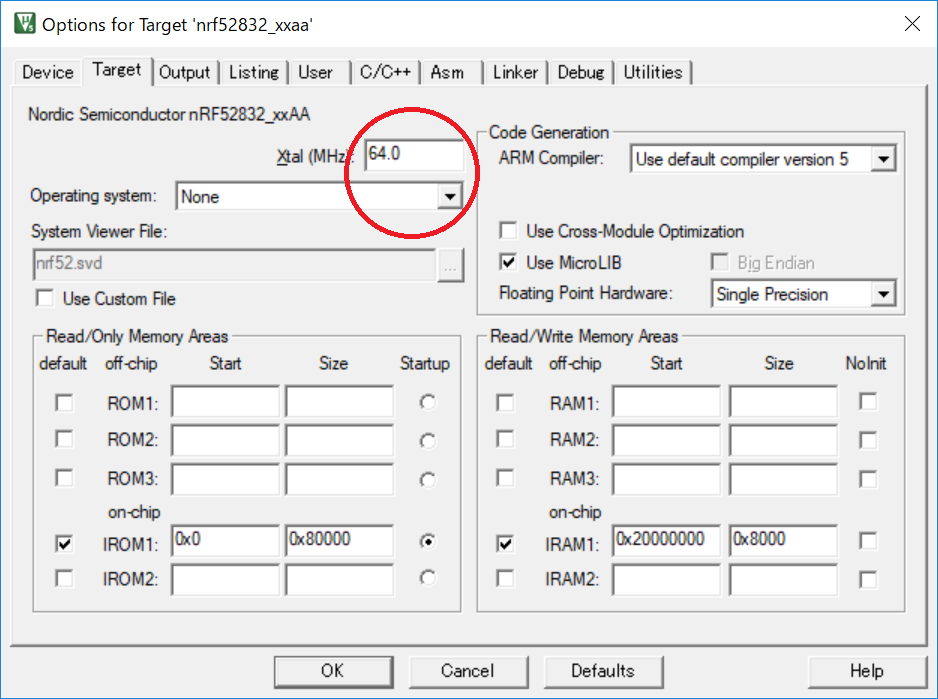 Options for Target 'nrf52832_xxaa'
Device Target Output Listing User C/C++ Asm Linker Debug Utilities
Nordic Semiconductor nRF52832_xxAA
Xtal (MHz): 64.0
Operating system: None
System Viewer File:
nrf52.svd ...
Use Custom File
Code Generation
ARM Compiler: Use default compiler version 5
Use Cross-Module Optimization
Use MicroLIB Big Endian
Floating Point Hardware: Single Precision
Read/Only Memory Areas
default off-chip Start Size Startup
ROM1:
ROM2:
ROM3:
on-chip
IROM1: 0x0 0x80000
IROM2:
Read/Write Memory Areas
default off-chip Start Size NoInit
RAM1:
RAM2:
RAM3:
on-chip
IRAM1: 0x20000000 0x8000
IRAM2:
OK Cancel Defaults Help